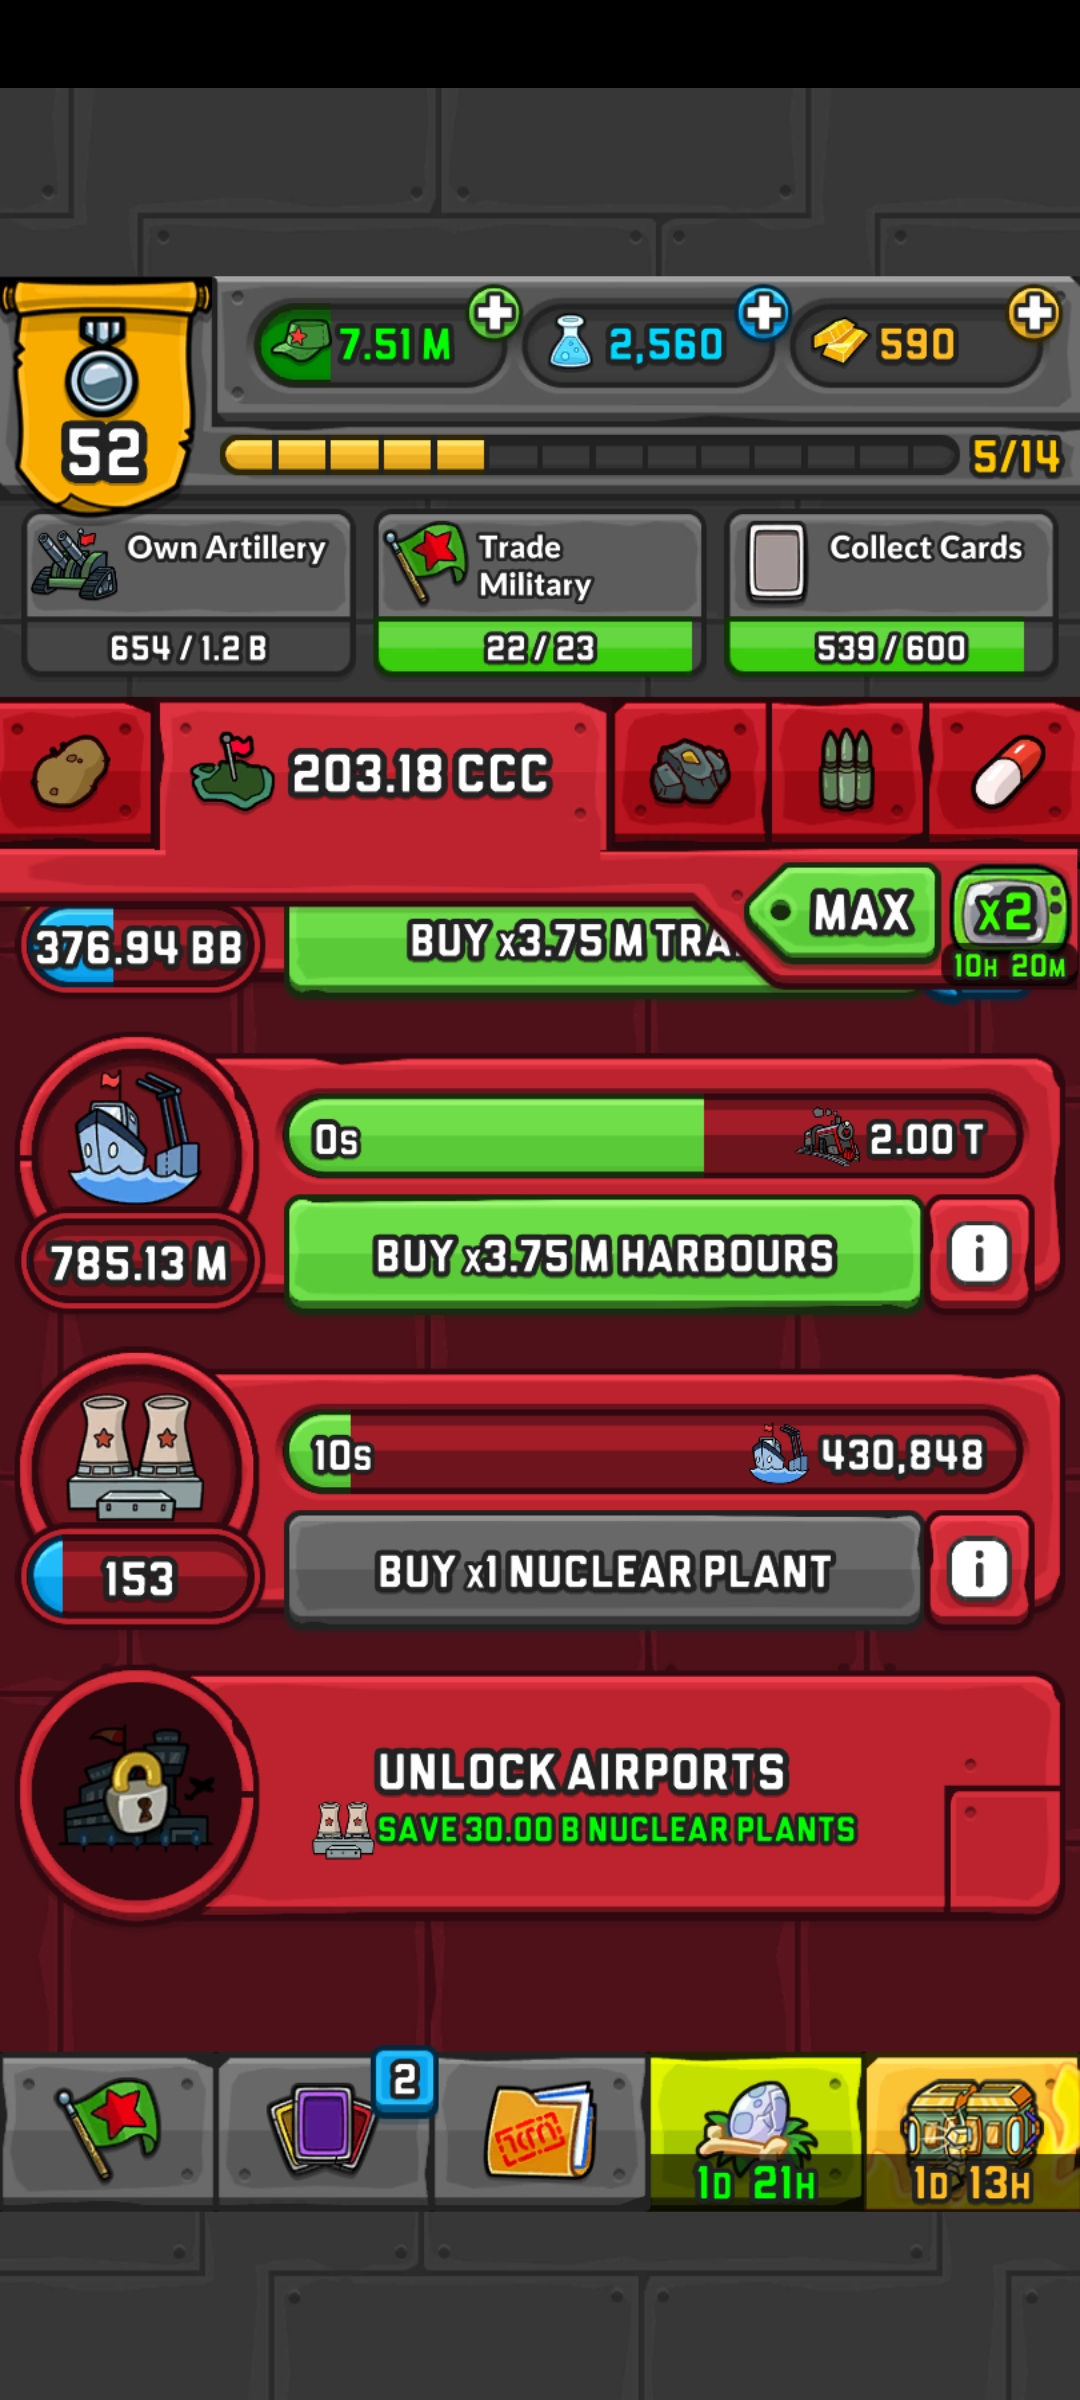 7.51 M
2,560
590
52
5/14
Own Artillery
654 / 1.2 B
Trade
Military
22 / 23
Collect Cards
539 / 600
203.18 CCC
MAX
x2
10H 20M
376.94 BB
BUY x3.75 M TRA
0s
2.00 T
785.13 M
BUY x3.75 M HARBOURS
i
10s
430,848
153
BUY x1 NUCLEAR PLANT
i
UNLOCK AIRPORTS
SAVE 30.00 B NUCLEAR PLANTS
2
1D 21H
1D 13H